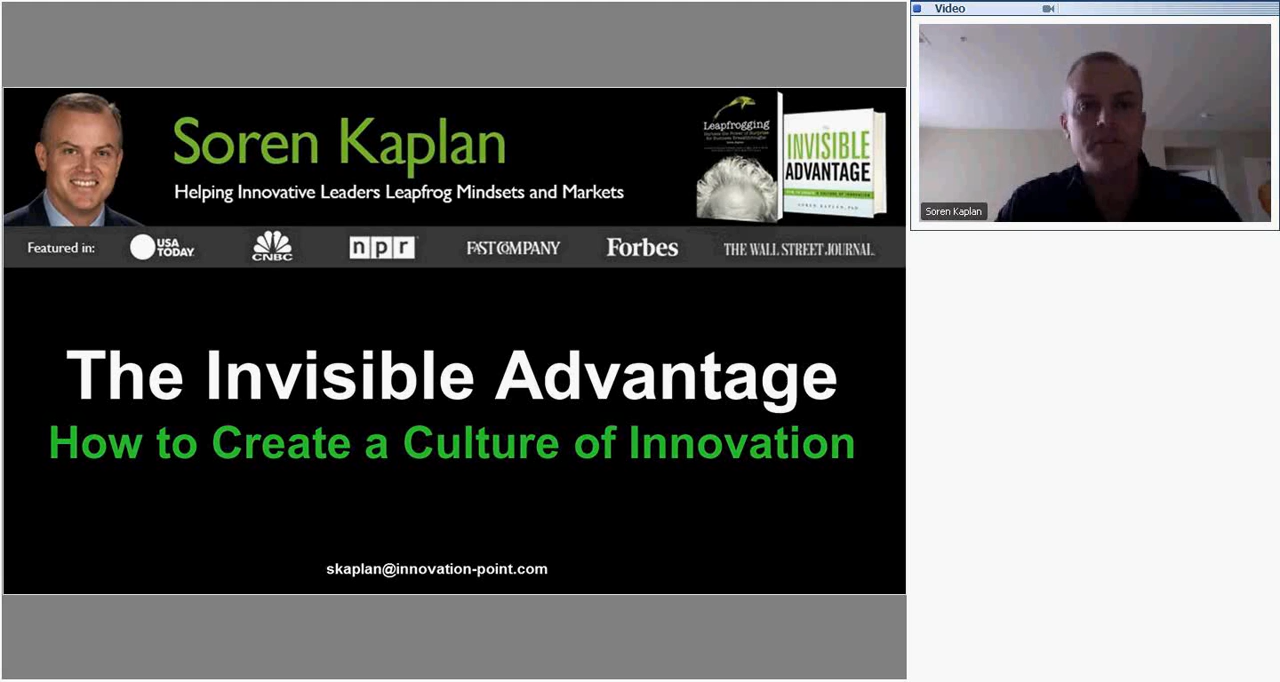 Video
Soren Kaplan
Helping Innovative Leaders Leapfrog Mindsets and Markets
Leapfrogging
INVISIBLE
ADVANTAGE
Soren Kaplan
Featured in:
USA
TODAY
CNBC
npr
FAST COMPANY
Forbes
THE WALL STREET JOURNAL
The Invisible Advantage
How to Create a Culture of Innovation
skaplan@innovation-point.com